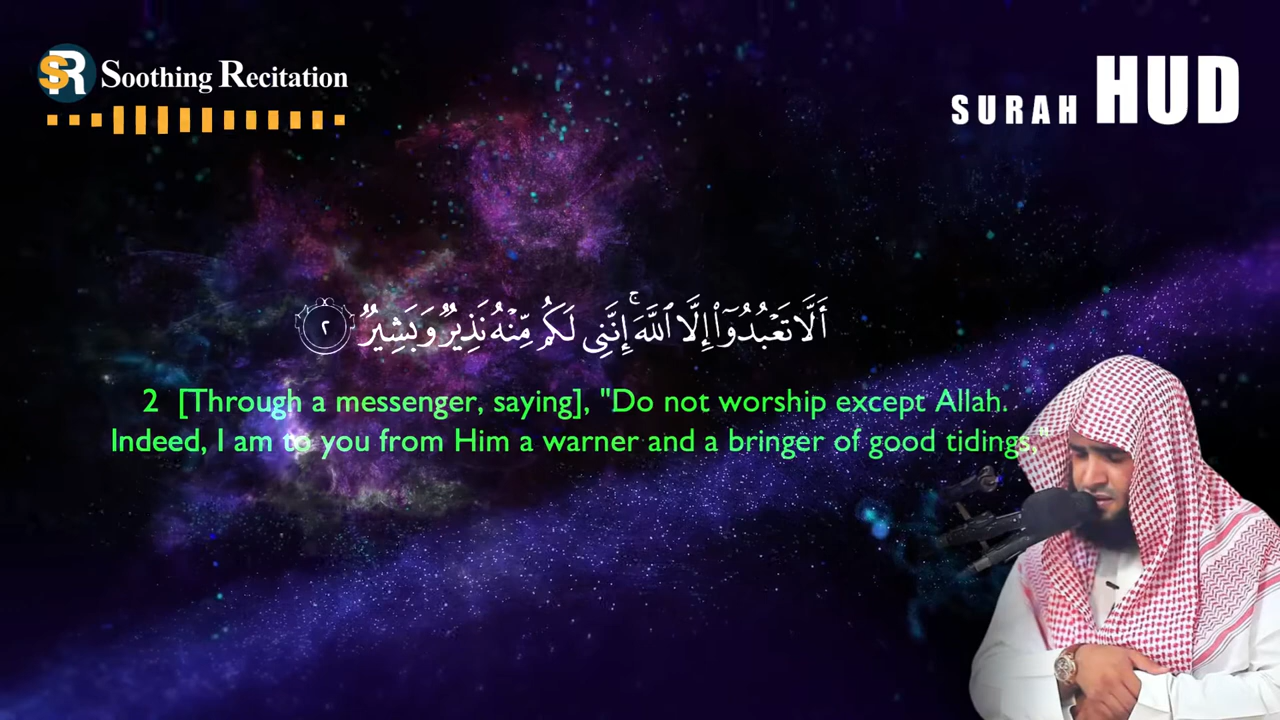 SR Soothing Recitation
SURAH HUD
أَلَّا تَعْبُدُوٓا۟ إِلَّا ٱللَّهَ ۚ إِنَّنِى لَكُم مِّنْهُ نَذِيرٌ وَبَشِيرٌ ٢
2 [Through a messenger, saying], "Do not worship except Allah.
Indeed, I am to you from Him a warner and a bringer of good tidings,"